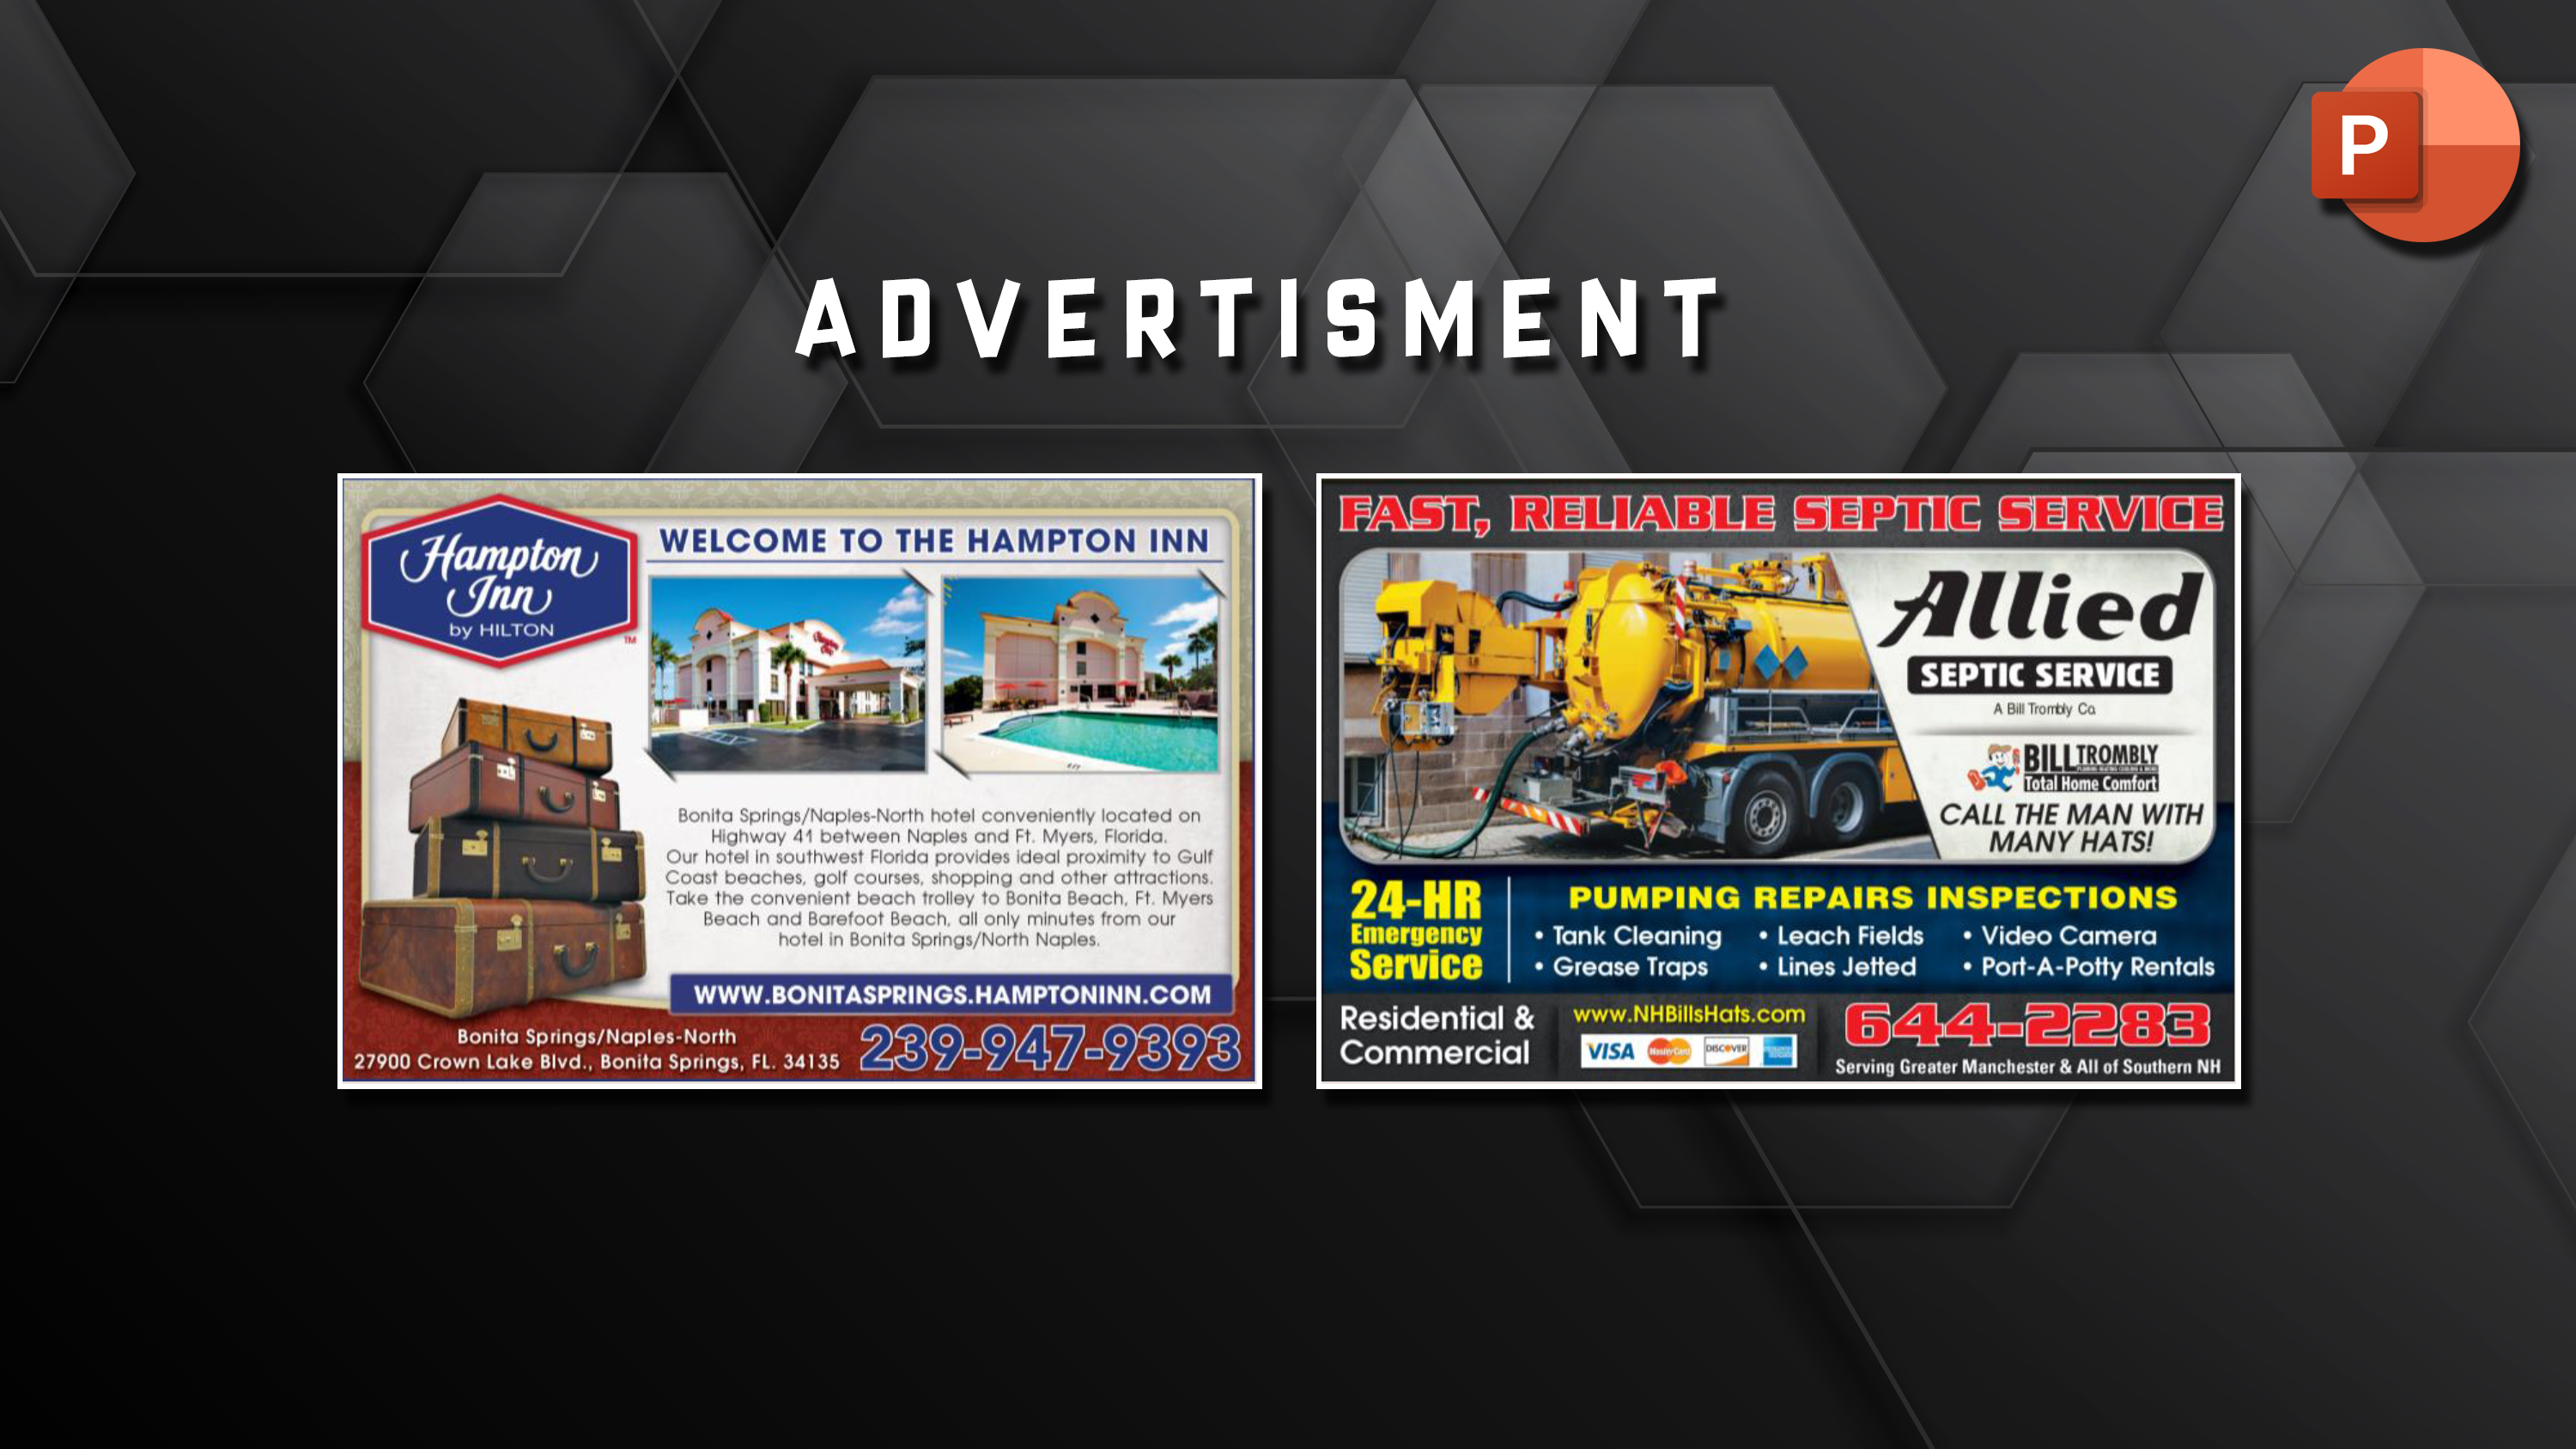 P
ADVERTISMENT
Hampton
Inn
by HILTON
TM
WELCOME TO THE HAMPTON INN
Hampton
Inn
Bonita Springs/Naples-North hotel conveniently located on
Highway 41 between Naples and Ft. Myers, Florida.
Our hotel in southwest Florida provides ideal proximity to Gulf
Coast beaches, golf courses, shopping and other attractions.
Take the convenient beach trolley to Bonita Beach, Ft. Myers
Beach and Barefoot Beach, all only minutes from our
hotel in Bonita Springs/North Naples.
WWW.BONITASPRINGS.HAMPTONINN.COM
Bonita Springs/Naples-North
27900 Crown Lake Blvd., Bonita Springs, FL. 34135
239-947-9393
FAST, RELIABLE SEPTIC SERVICE
Allied
SEPTIC SERVICE
A Bill Trombly Co.
BILL TROMBLY
Total Home Comfort
CALL THE MAN WITH
MANY HATS!
24-HR
Emergency
Service
PUMPING REPAIRS INSPECTIONS
• Tank Cleaning • Leach Fields • Video Camera
• Grease Traps • Lines Jetted • Port-A-Potty Rentals
Residential &
Commercial
www.NHBillsHats.com
VISA MasterCard DISCOVER
644-2283
Serving Greater Manchester & All of Southern NH